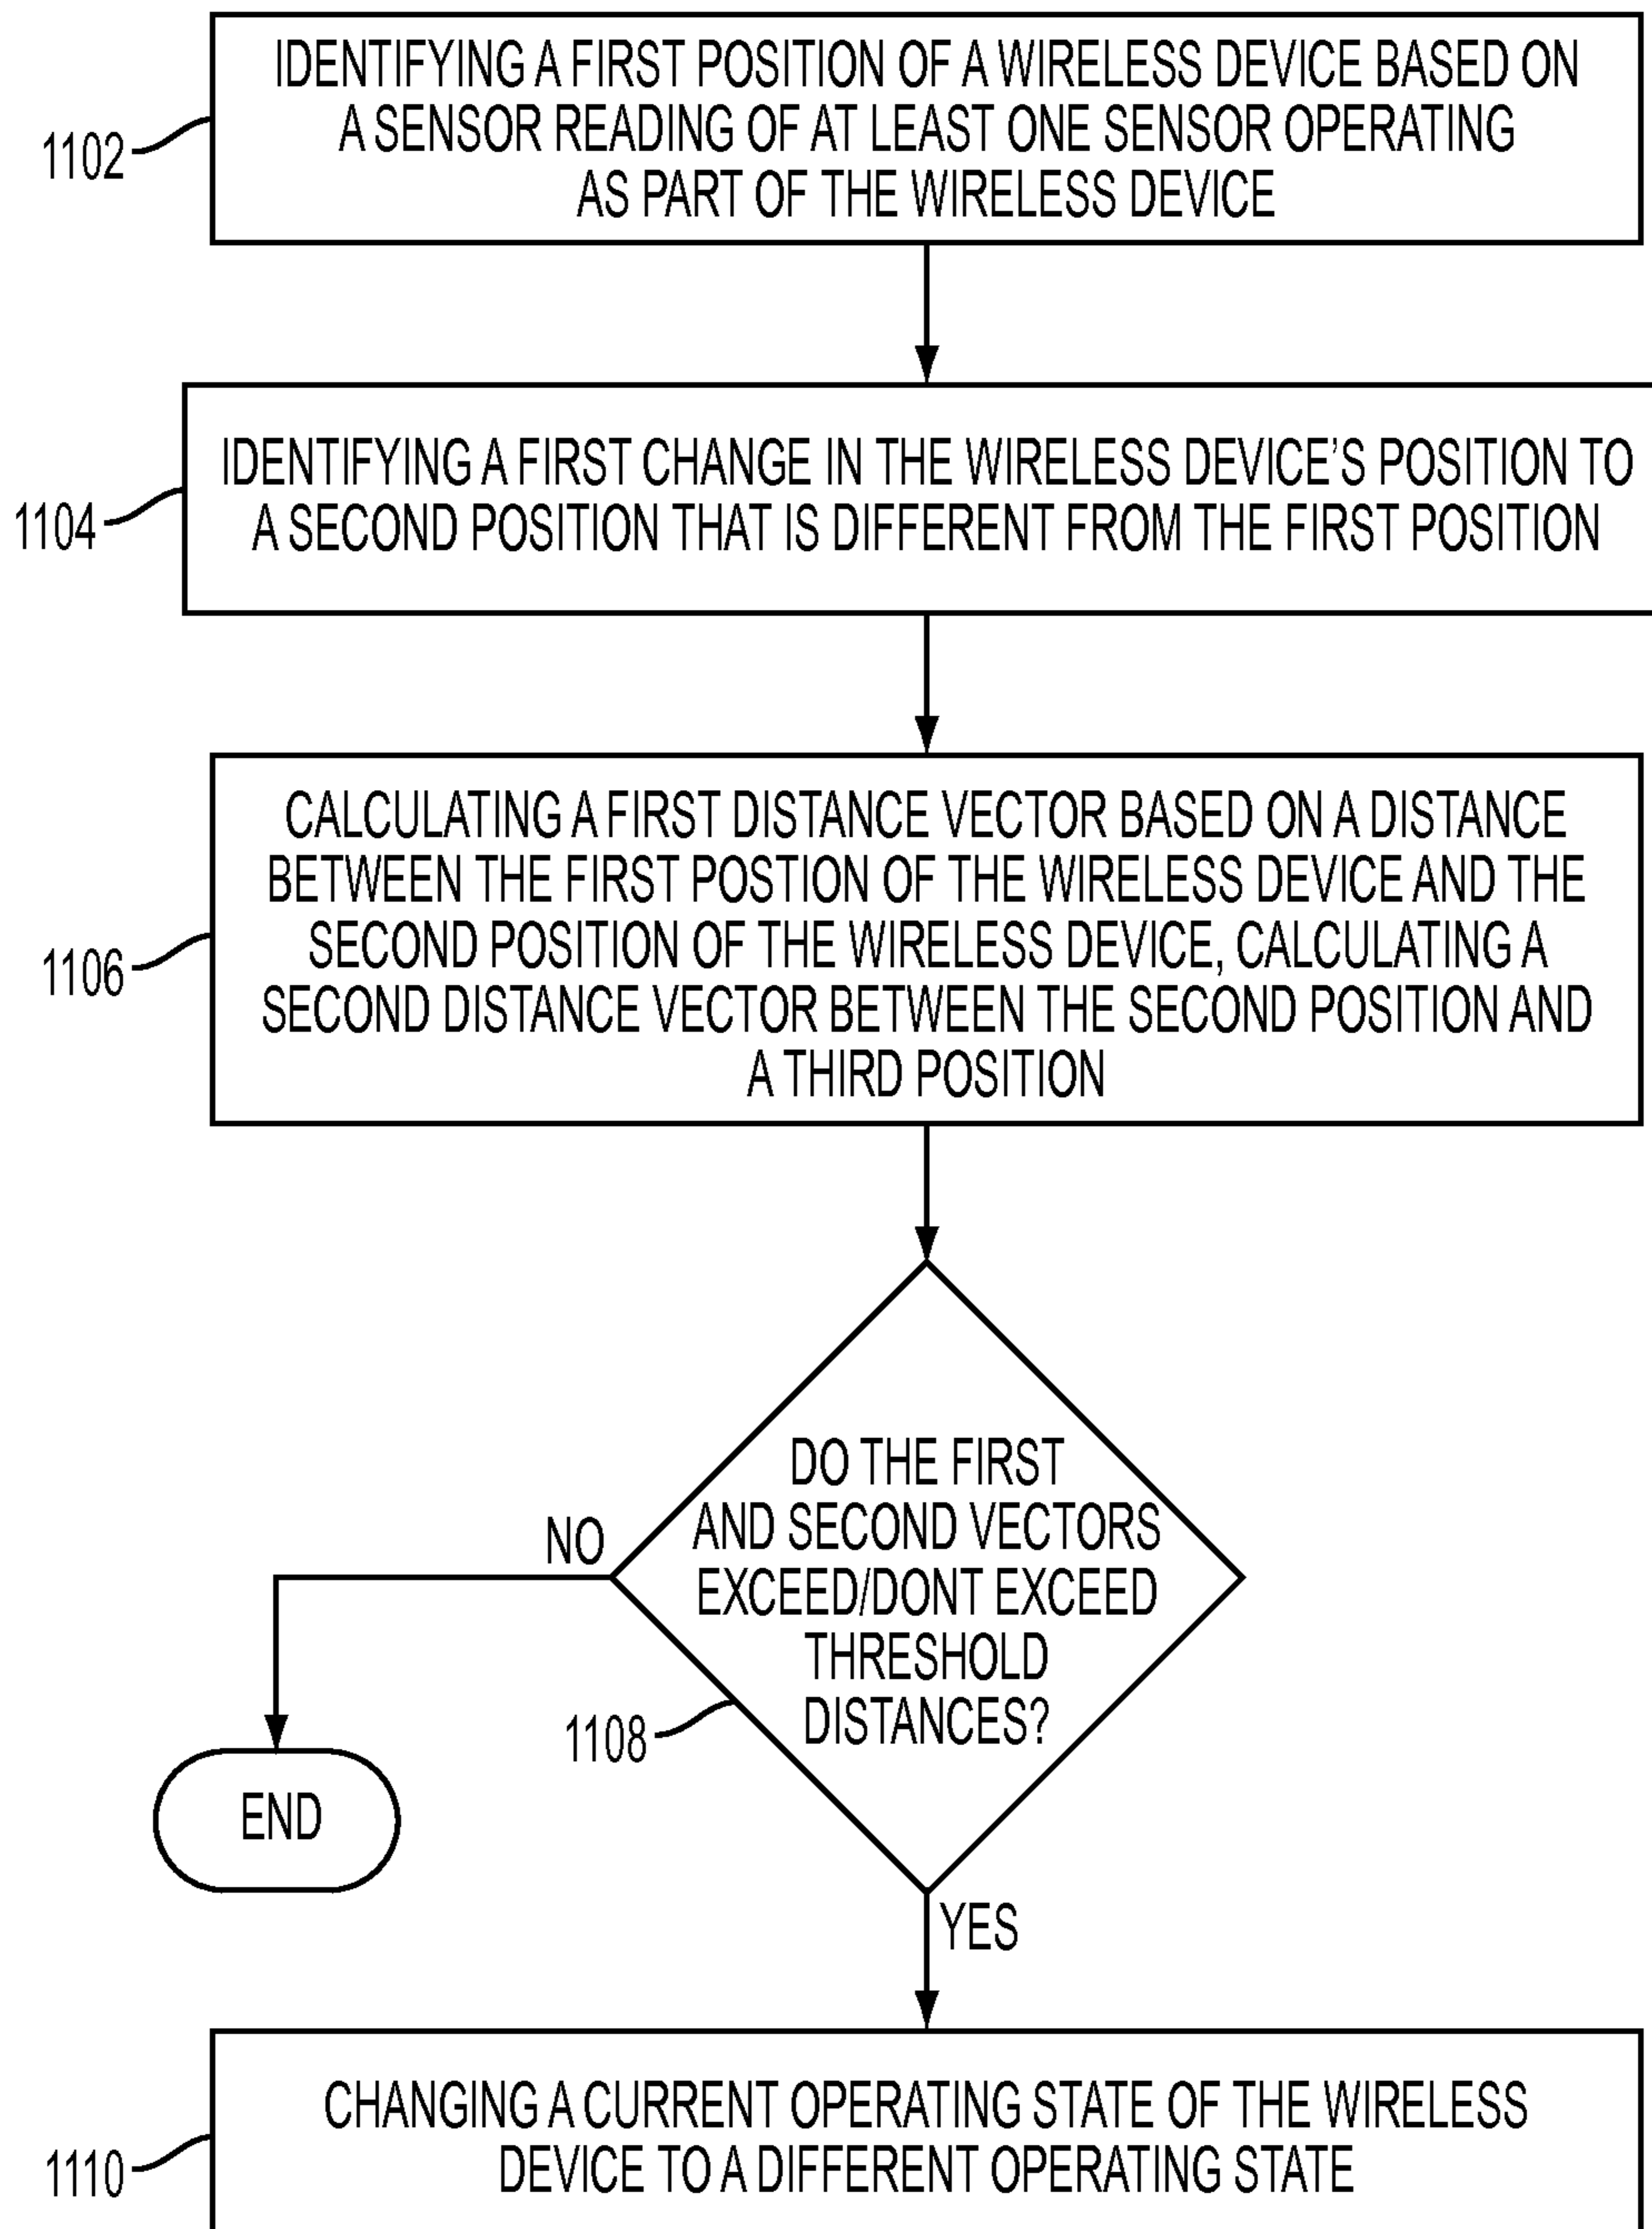 IDENTIFYING A FIRST POSITION OF A WIRELESS DEVICE BASED ON
A SENSOR READING OF AT LEAST ONE SENSOR OPERATING
AS PART OF THE WIRELESS DEVICE
1102
IDENTIFYING A FIRST CHANGE IN THE WIRELESS DEVICE'S POSITION TO
A SECOND POSITION THAT IS DIFFERENT FROM THE FIRST POSITION
1104
CALCULATING A FIRST DISTANCE VECTOR BASED ON A DISTANCE
BETWEEN THE FIRST POSTION OF THE WIRELESS DEVICE AND THE
SECOND POSITION OF THE WIRELESS DEVICE, CALCULATING A
SECOND DISTANCE VECTOR BETWEEN THE SECOND POSITION AND
A THIRD POSITION
1106
DO THE FIRST
AND SECOND VECTORS
EXCEED/DONT EXCEED
THRESHOLD
DISTANCES?
1108
NO
END
YES
CHANGING A CURRENT OPERATING STATE OF THE WIRELESS
DEVICE TO A DIFFERENT OPERATING STATE
1110